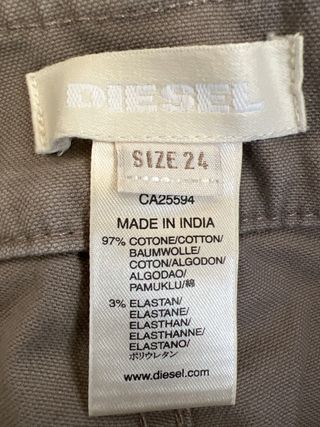 DIESEL
SIZE 24
CA25594
MADE IN INDIA
97% COTONE/COTTON/
BAUMWOLLE/
COTON/ALGODON/
ALGODAO/
PAMUKLU/綿
3% ELASTAN/
ELASTANE/
ELASTHAN/
ELASTHANNE/
ELASTANO/
ポリウレタン
www.diesel.com